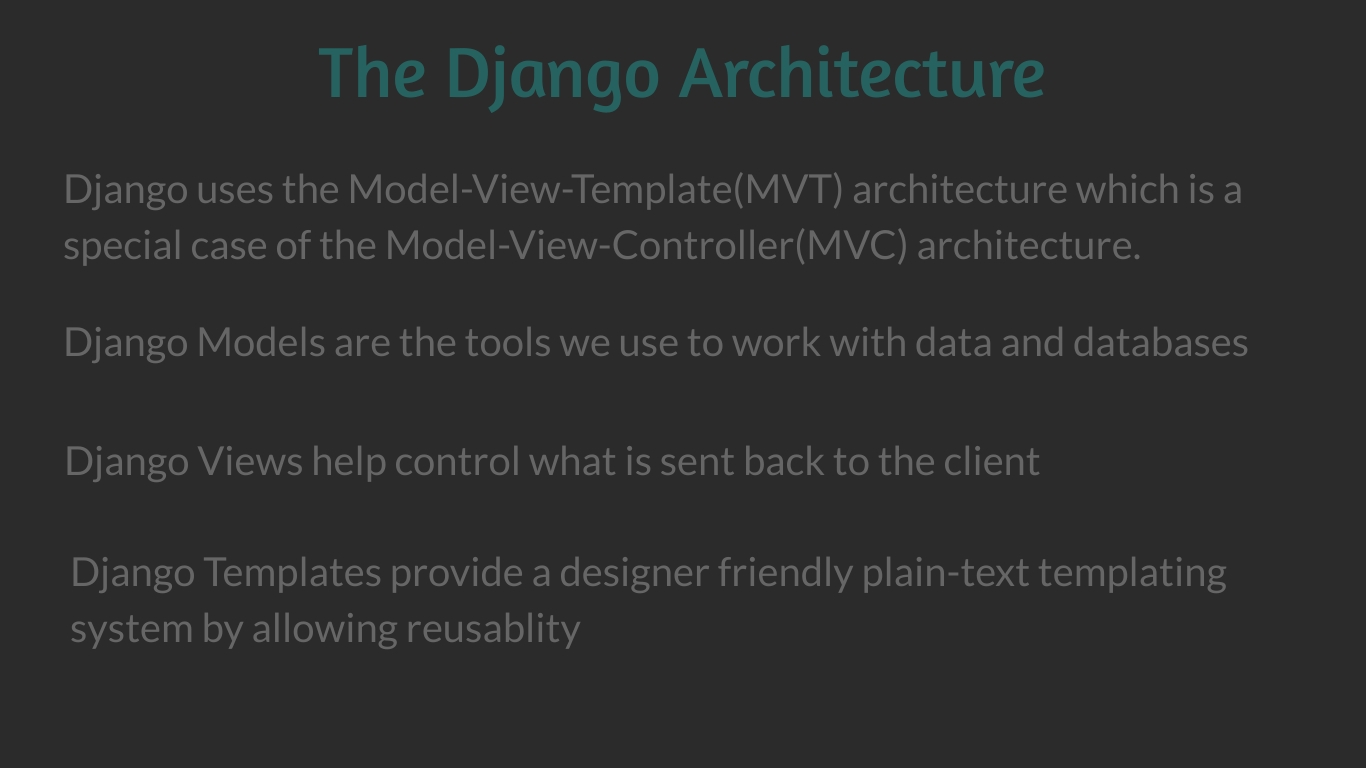 The Django Architecture
Django uses the Model-View-Template(MVT) architecture which is a
special case of the Model-View-Controller(MVC) architecture.
Django Models are the tools we use to work with data and databases
Django Views help control what is sent back to the client
Django Templates provide a designer friendly plain-text templating
system by allowing reusablity